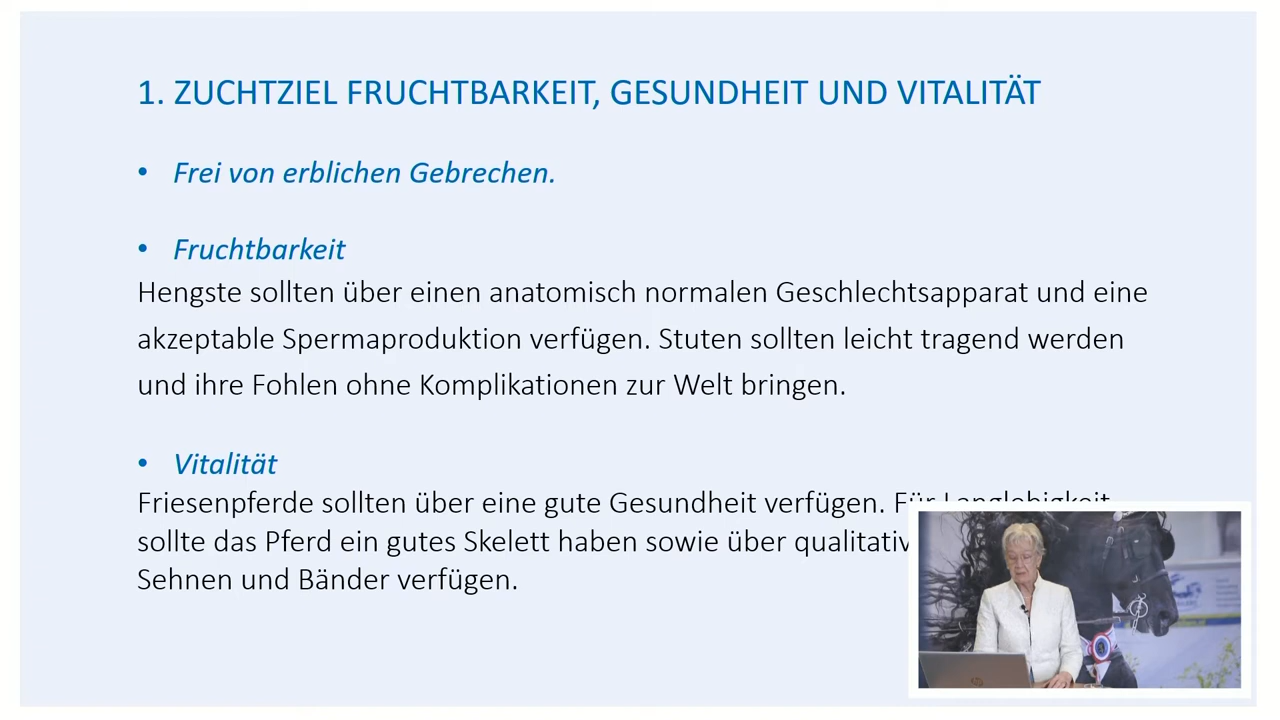 1. ZUCHTZIEL FRUCHTBARKEIT, GESUNDHEIT UND VITALITÄT
• Frei von erblichen Gebrechen.
• Fruchtbarkeit
Hengste sollten über einen anatomisch normalen Geschlechtsapparat und eine
akzeptable Spermaproduktion verfügen. Stuten sollten leicht tragend werden
und ihre Fohlen ohne Komplikationen zur Welt bringen.
• Vitalität
Friesenpferde sollten über eine gute Gesundheit verfügen. Für Langlebigkeit
sollte das Pferd ein gutes Skelett haben sowie über qualitativ
Sehnen und Bänder verfügen.